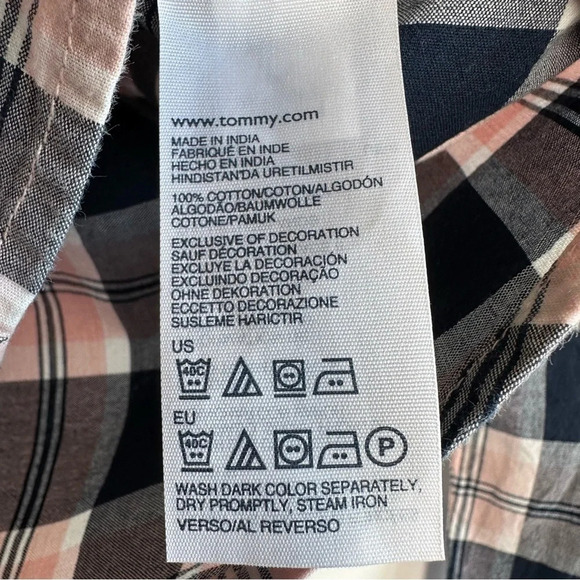 www.tommy.com
MADE IN INDIA
FABRIQUÉ EN INDE
HECHO EN INDIA
HINDISTAN'DA URETILMISTIR
100% COTTON/COTON/ALGODÓN
ALGODÃO/BAUMWOLLE
COTONE/PAMUK
EXCLUSIVE OF DECORATION
SAUF DÉCORATION
EXCLUYE LA DECORACIÓN
EXCLUINDO DECORAÇÃO
OHNE DEKORATION
ECCETTO DECORAZIONE
SUSLEME HARICTIR
US
40C
EU
40C P
WASH DARK COLOR SEPARATELY,
DRY PROMPTLY, STEAM IRON
VERSO/AL REVERSO